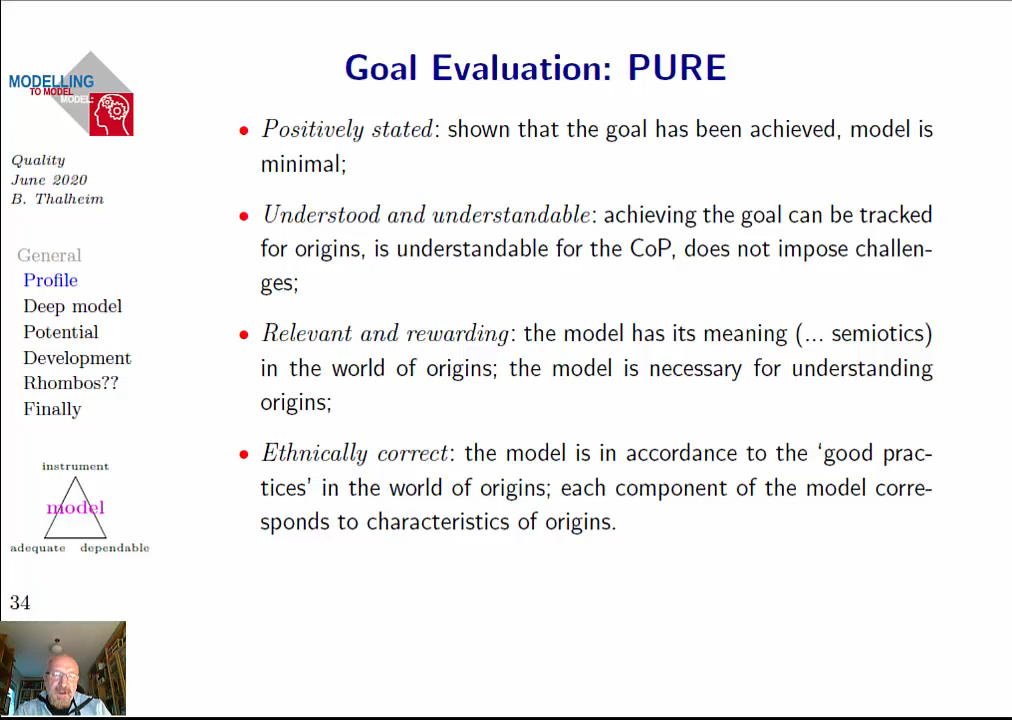 Goal Evaluation: PURE
MODELLING
TO MODEL
MODEL:
Quality
June 2020
B. Thalheim
General
Profile
Deep model
Potential
Development
Rhombos??
Finally
instrument
model
adequate dependable
34
• Positively stated: shown that the goal has been achieved, model is
minimal;
• Understood and understandable: achieving the goal can be tracked
for origins, is understandable for the CoP, does not impose challen-
ges;
• Relevant and rewarding: the model has its meaning (... semiotics)
in the world of origins; the model is necessary for understanding
origins;
• Ethnically correct: the model is in accordance to the ‘good prac-
tices’ in the world of origins; each component of the model corre-
sponds to characteristics of origins.